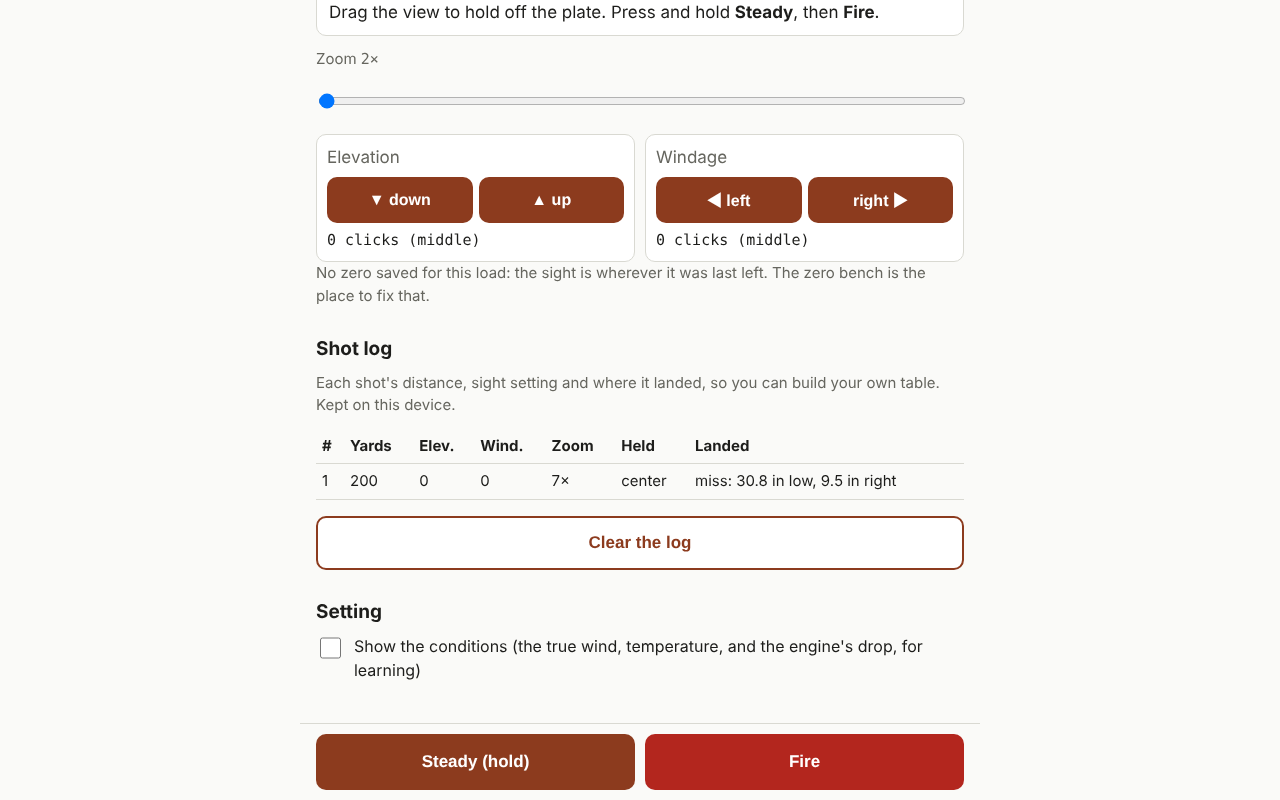 Drag the view to hold off the plate. Press and hold Steady, then Fire.
Zoom 2×
Elevation
▼ down
▲ up
0 clicks (middle)
Windage
◀ left
right ▶
0 clicks (middle)
No zero saved for this load: the sight is wherever it was last left. The zero bench is the
place to fix that.
Shot log
Each shot's distance, sight setting and where it landed, so you can build your own table.
Kept on this device.
# Yards Elev. Wind. Zoom Held Landed
1 200 0 0 7× center miss: 30.8 in low, 9.5 in right
Clear the log
Setting
Show the conditions (the true wind, temperature, and the engine's drop, for
learning)
Steady (hold)
Fire